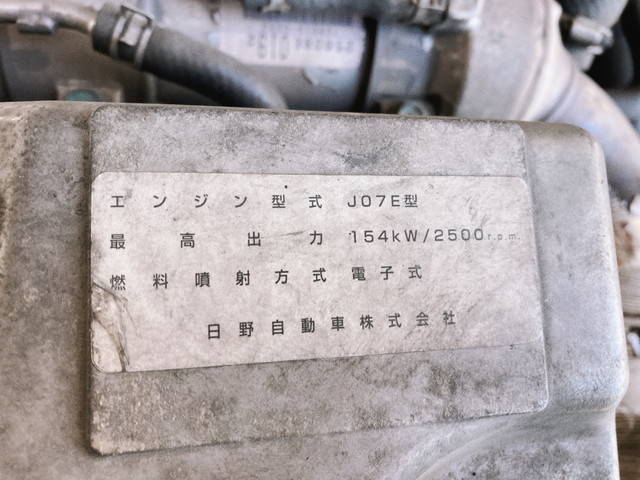 エンジン型式 J07E型
最高出力 154kW/2500r.p.m.
燃料噴射方式 電子式
日野自動車株式会社